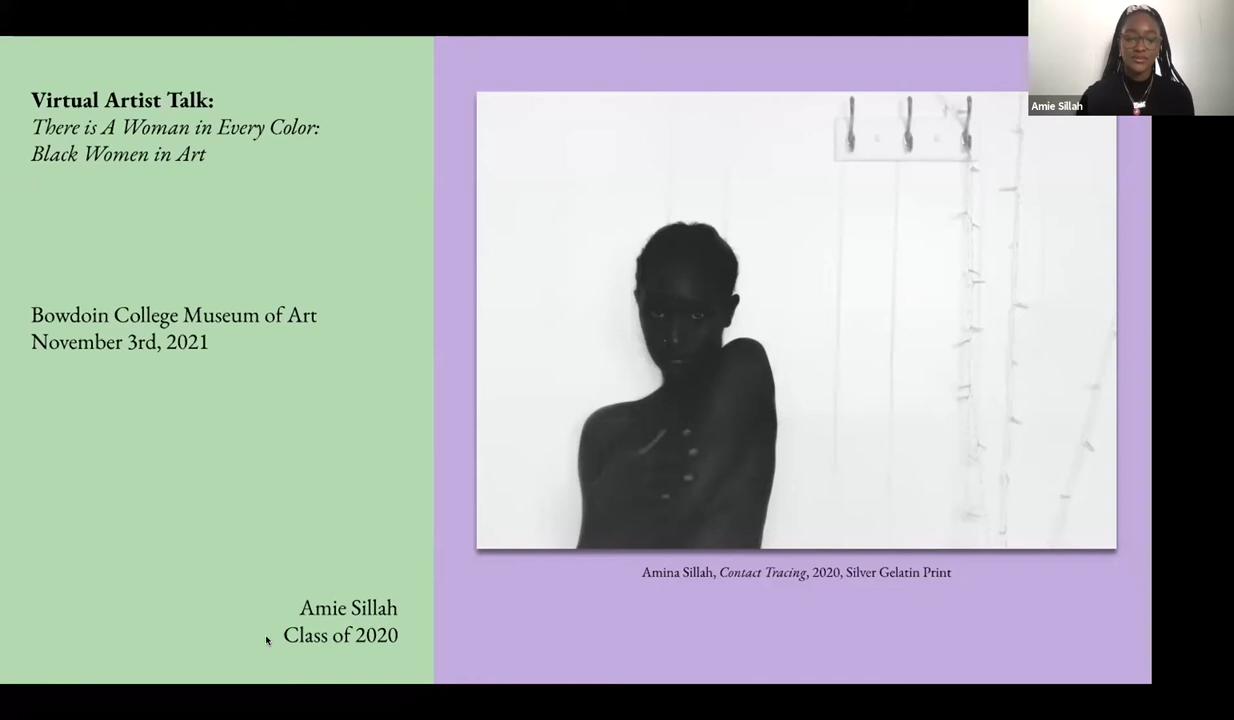 Virtual Artist Talk:
There is A Woman in Every Color:
Black Women in Art
Amie Sillah
Bowdoin College Museum of Art
November 3rd, 2021
Amina Sillah, Contact Tracing, 2020, Silver Gelatin Print
Amie Sillah
Class of 2020